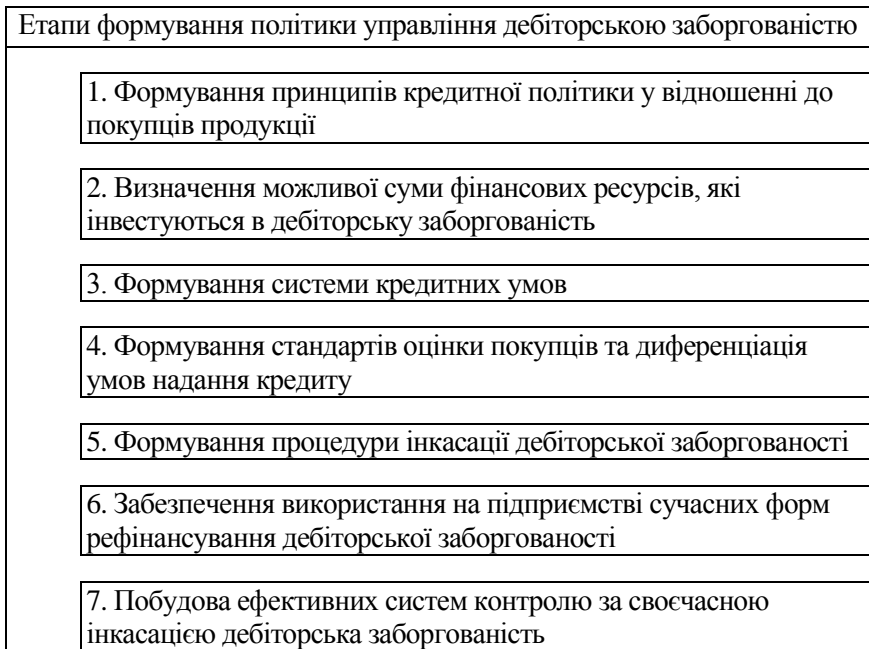 Етапи формування політики управління дебіторською заборгованістю
1. Формування принципів кредитної політики у відношенні до
покупців продукції
2. Визначення можливої суми фінансових ресурсів, які
інвестуються в дебіторську заборгованість
3. Формування системи кредитних умов
4. Формування стандартів оцінки покупців та диференціація
умов надання кредиту
5. Формування процедури інкасації дебіторської заборгованості
6. Забезпечення використання на підприємстві сучасних форм
рефінансування дебіторської заборгованості
7. Побудова ефективних систем контролю за своєчасною
інкасацією дебіторська заборгованість